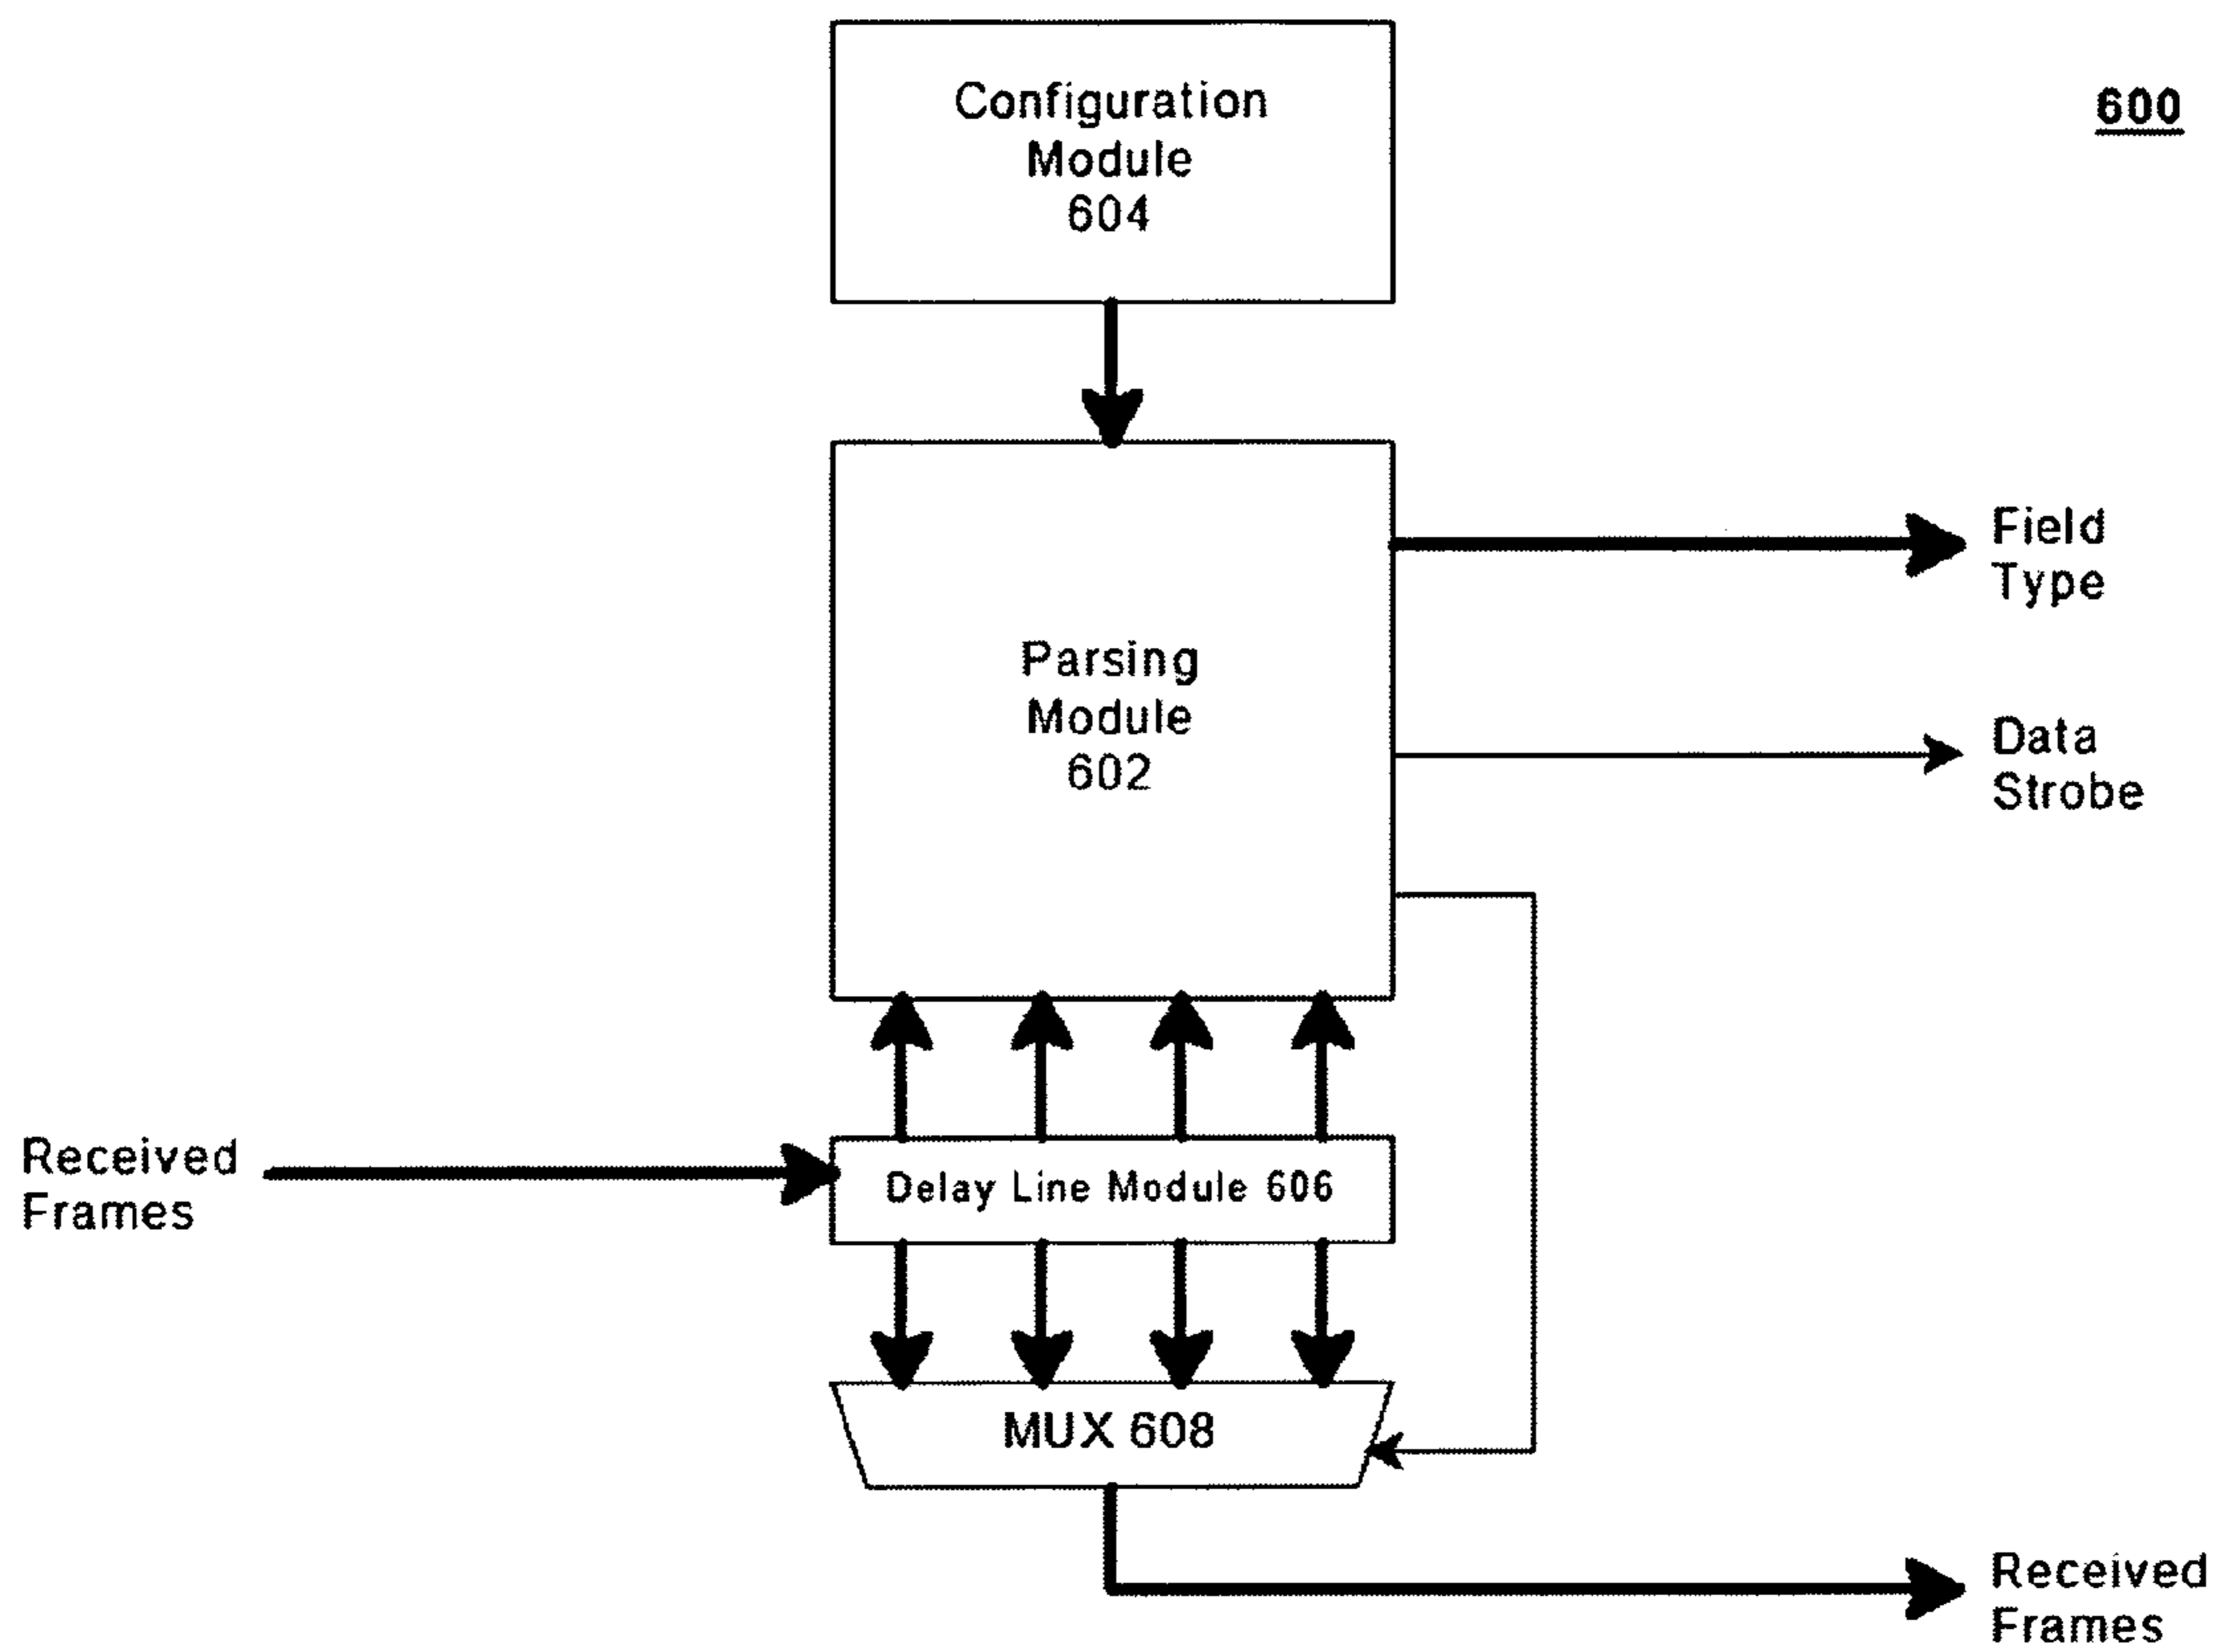 Configuration
Module
604
600
Field
Type
Parsing
Module
602
Data
Strobe
Received
Frames
Delay Line Module 606
MUX 608
Received
Frames